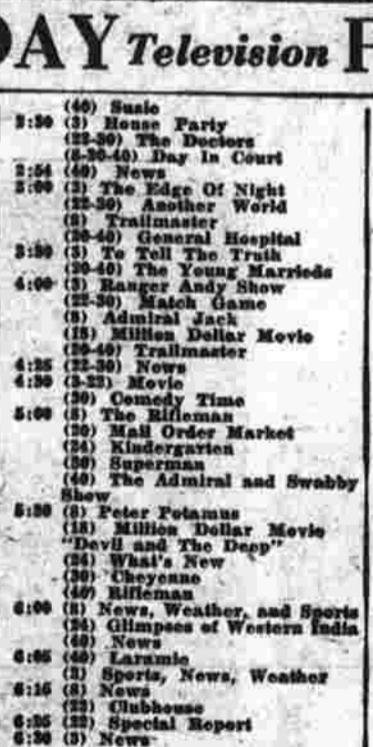 DAY Television F
(40) Susie
2:30 (3) House Party
(22-30) The Doctors
(8-20-40) Day In Court
2:54 (40) News
3:00 (3) The Edge Of Night
(22-30) Another World
(8) Trailmaster
(20-40) General Hospital
3:30 (3) To Tell The Truth
(20-40) The Young Marrieds
4:00 (3) Ranger Andy Show
(22-30) Match Game
(8) Admiral Jack
(18) Million Dollar Movie
(20-40) Trailmaster
4:25 (22-30) News
4:30 (3-22) Movie
(30) Comedy Time
5:00 (8) The Rifleman
(20) Mail Order Market
(24) Kindergarten
(30) Superman
(40) The Admiral and Swabby
Show
5:30 (8) Peter Potamus
(18) Million Dollar Movie
"Devil and The Deep"
(24) What's New
(30) Cheyenne
(40) Rifleman
6:00 (8) News, Weather, and Sports
(24) Glimpses of Western India
(40) News
6:05 (40) Laramie
(3) Sports, News, Weather
6:15 (8) News
(22) Clubhouse
6:25 (22) Special Report
6:30 (3) News